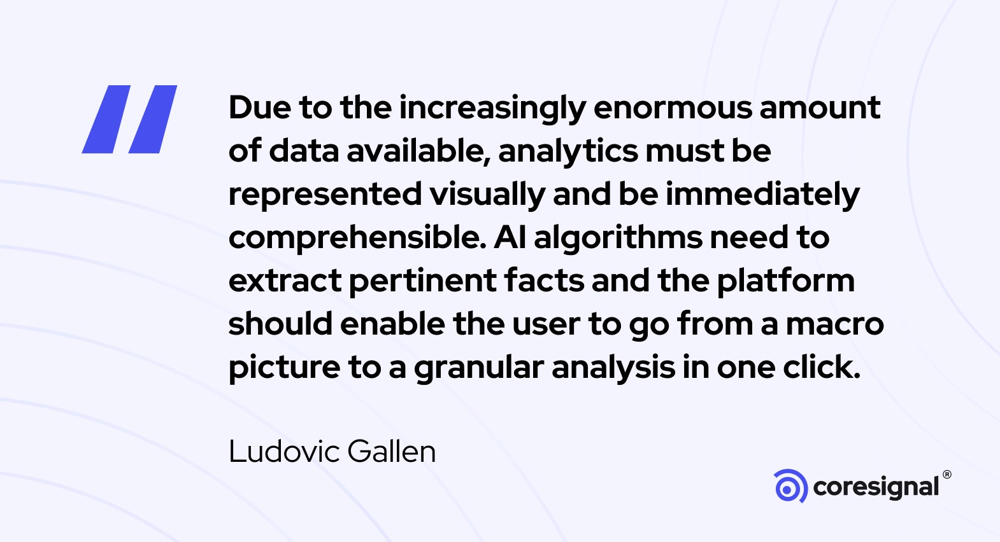 Due to the increasingly enormous amount
of data available, analytics must be
represented visually and be immediately
comprehensible. AI algorithms need to
extract pertinent facts and the platform
should enable the user to go from a macro
picture to a granular analysis in one click.
Ludovic Gallen
coresignal®